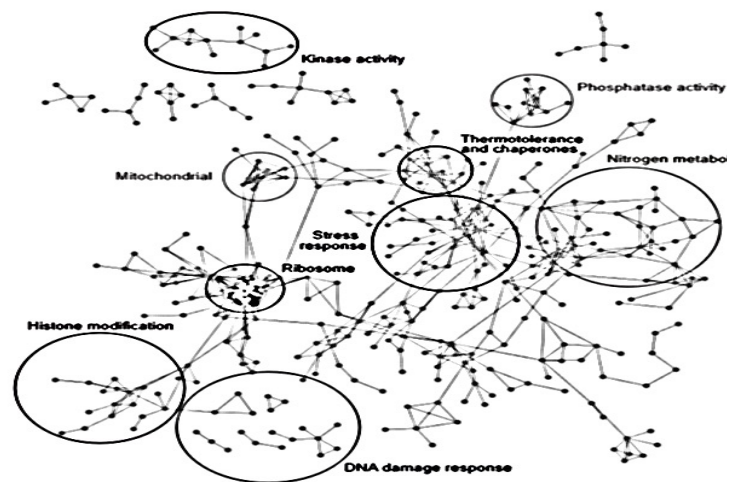 Kinase activity
Phosphatase activity
Thermotolerance
and chaperones
Nitrogen metabo
Mitochondrial
Stress
response
Ribosome
Histone modification
DNA damage response